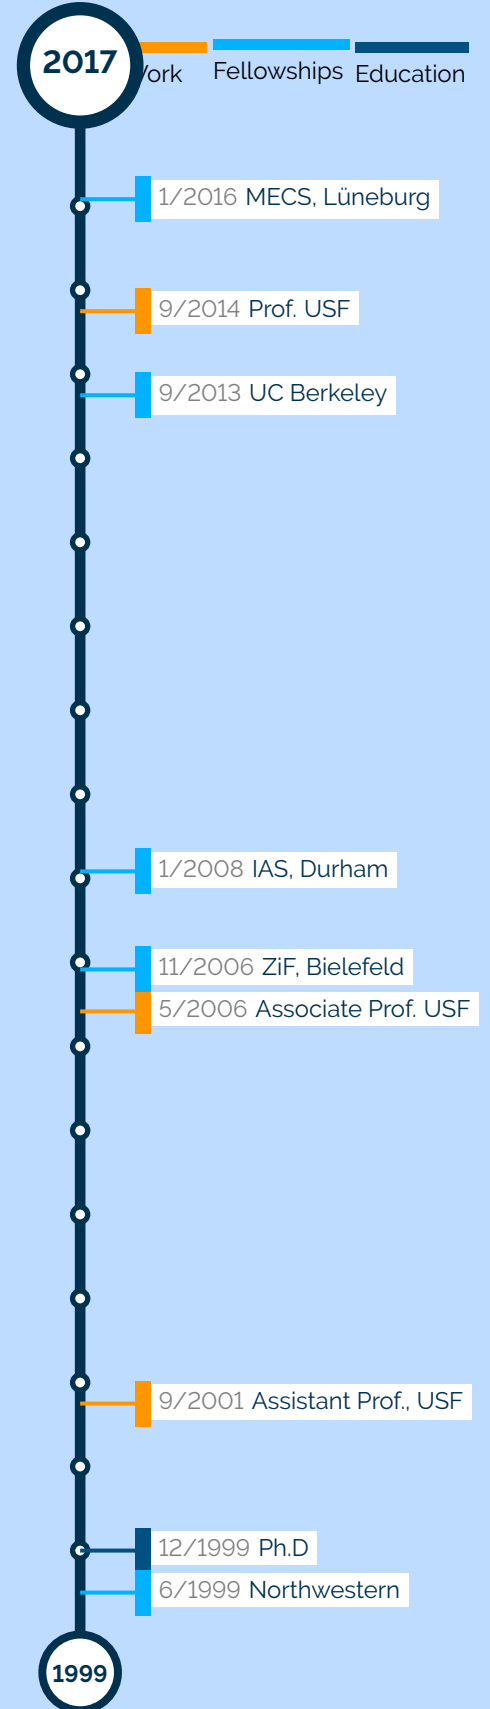 2017
Work Fellowships Education
1/2016 MECS, Lüneburg
9/2014 Prof. USF
9/2013 UC Berkeley
1/2008 IAS, Durham
11/2006 ZiF, Bielefeld
5/2006 Associate Prof. USF
9/2001 Assistant Prof., USF
12/1999 Ph.D
6/1999 Northwestern
1999